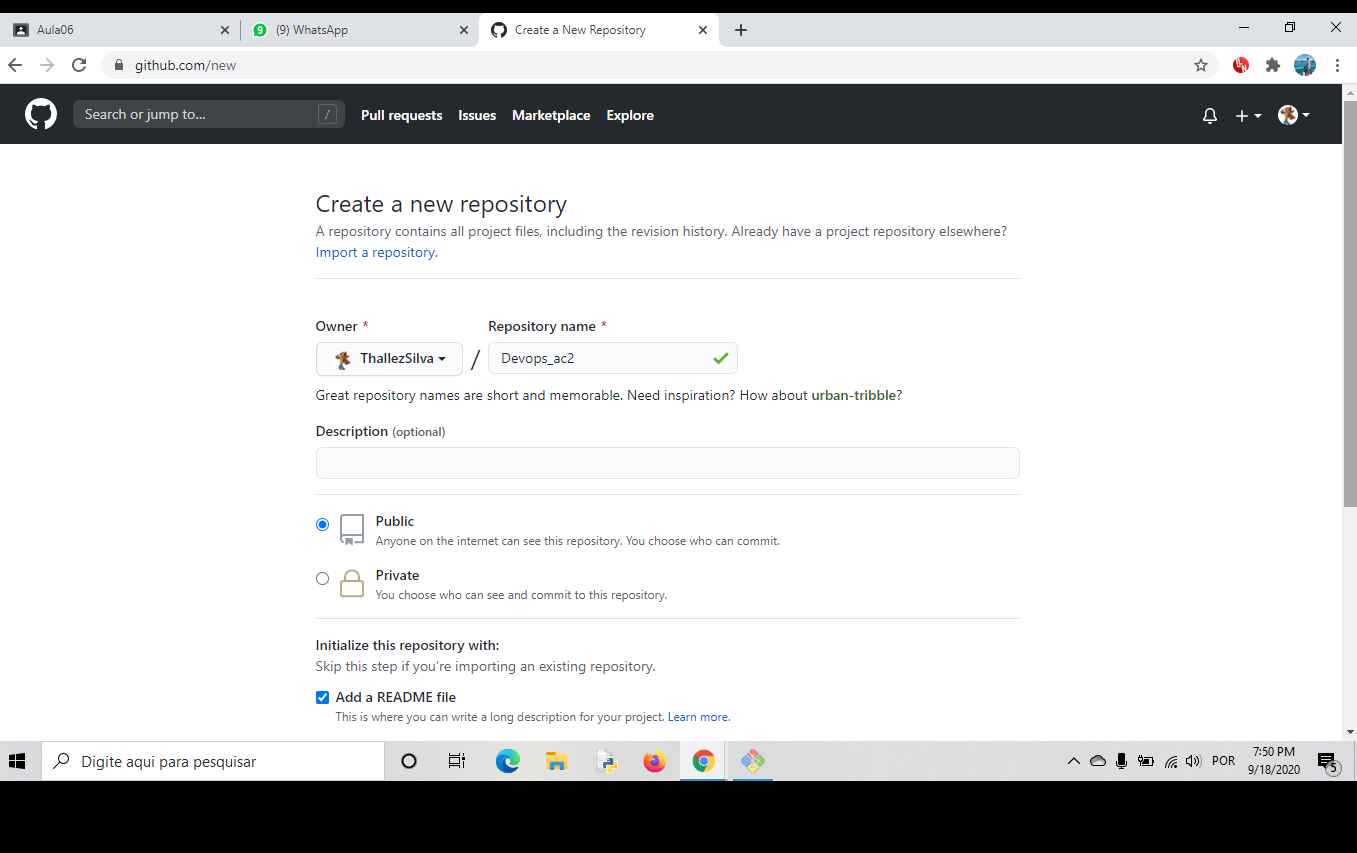 Aula06
9 (9) WhatsApp
Create a New Repository
github.com/new
Search or jump to... /
Pull requests Issues Marketplace Explore
Create a new repository
A repository contains all project files, including the revision history. Already have a project repository elsewhere?
Import a repository.
Owner * Repository name *
ThallezSilva / Devops_ac2
Great repository names are short and memorable. Need inspiration? How about urban-tribble?
Description (optional)
Public
Anyone on the internet can see this repository. You choose who can commit.
Private
You choose who can see and commit to this repository.
Initialize this repository with:
Skip this step if you're importing an existing repository.
Add a README file
This is where you can write a long description for your project. Learn more.
Digite aqui para pesquisar
POR
7:50 PM
9/18/2020
5